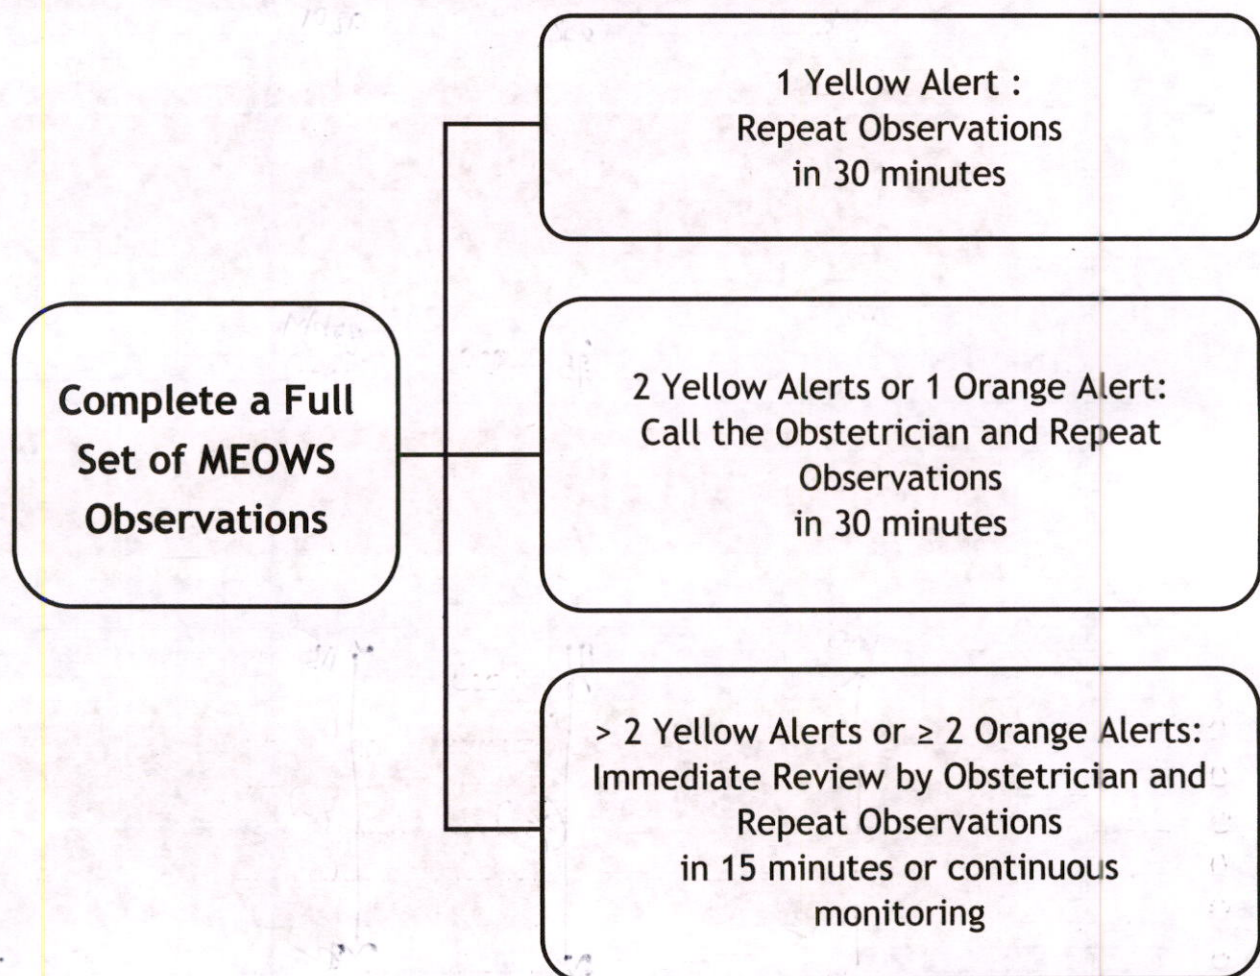 1 Yellow Alert :
Repeat Observations
in 30 minutes
Complete a Full
Set of MEOWS
Observations
2 Yellow Alerts or 1 Orange Alert:
Call the Obstetrician and Repeat
Observations
in 30 minutes
> 2 Yellow Alerts or ≥ 2 Orange Alerts:
Immediate Review by Obstetrician and
Repeat Observations
in 15 minutes or continuous
monitoring